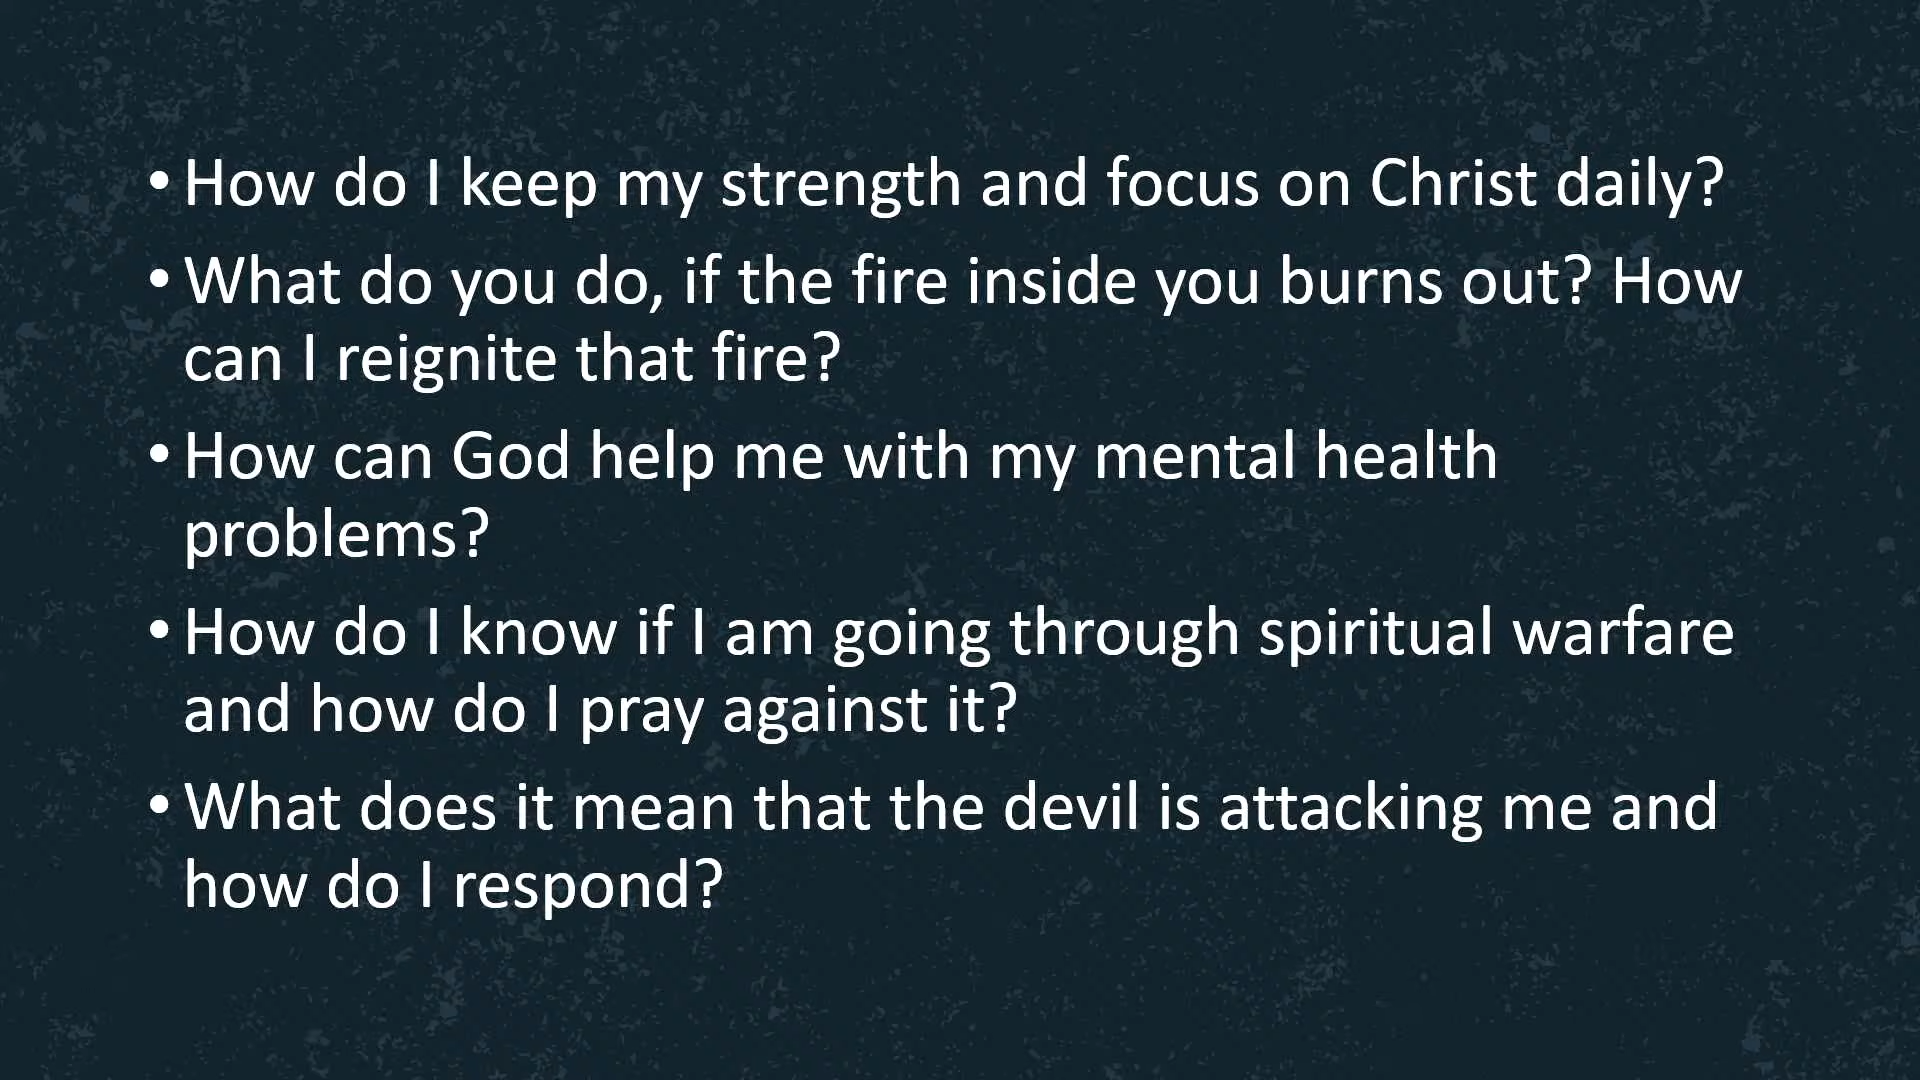 • How do I keep my strength and focus on Christ daily?
• What do you do, if the fire inside you burns out? How
can I reignite that fire?
• How can God help me with my mental health
problems?
• How do I know if I am going through spiritual warfare
and how do I pray against it?
• What does it mean that the devil is attacking me and
how do I respond?